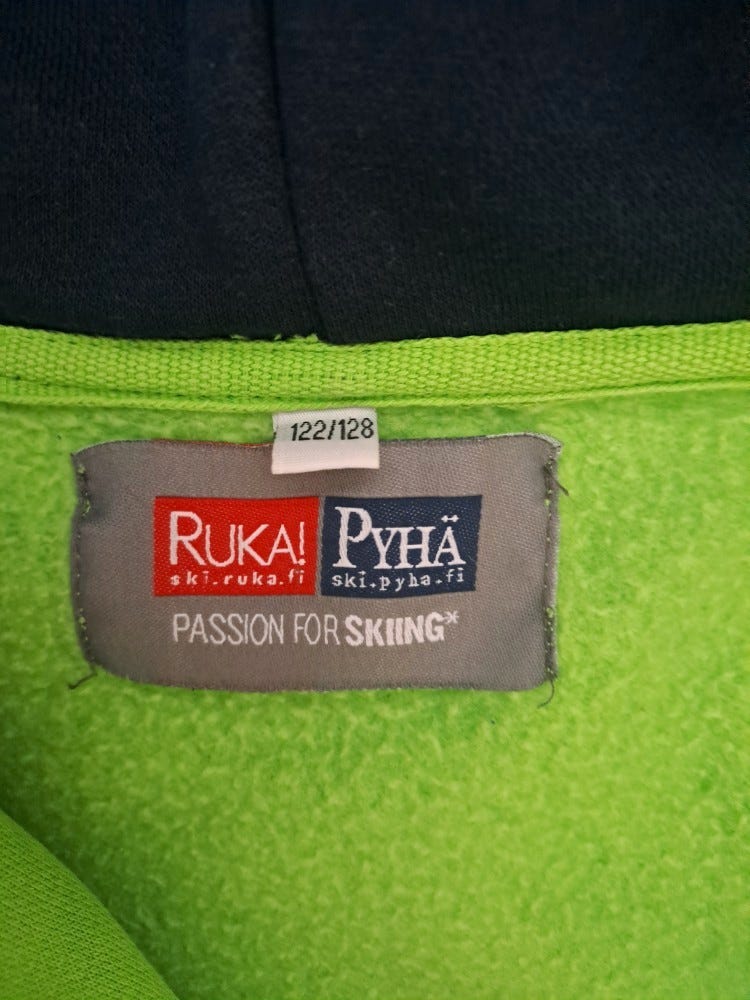 122/128
RUKA! PYHÄ
ski.ruka.fi ski.pyha.fi
PASSION FOR SKIING*